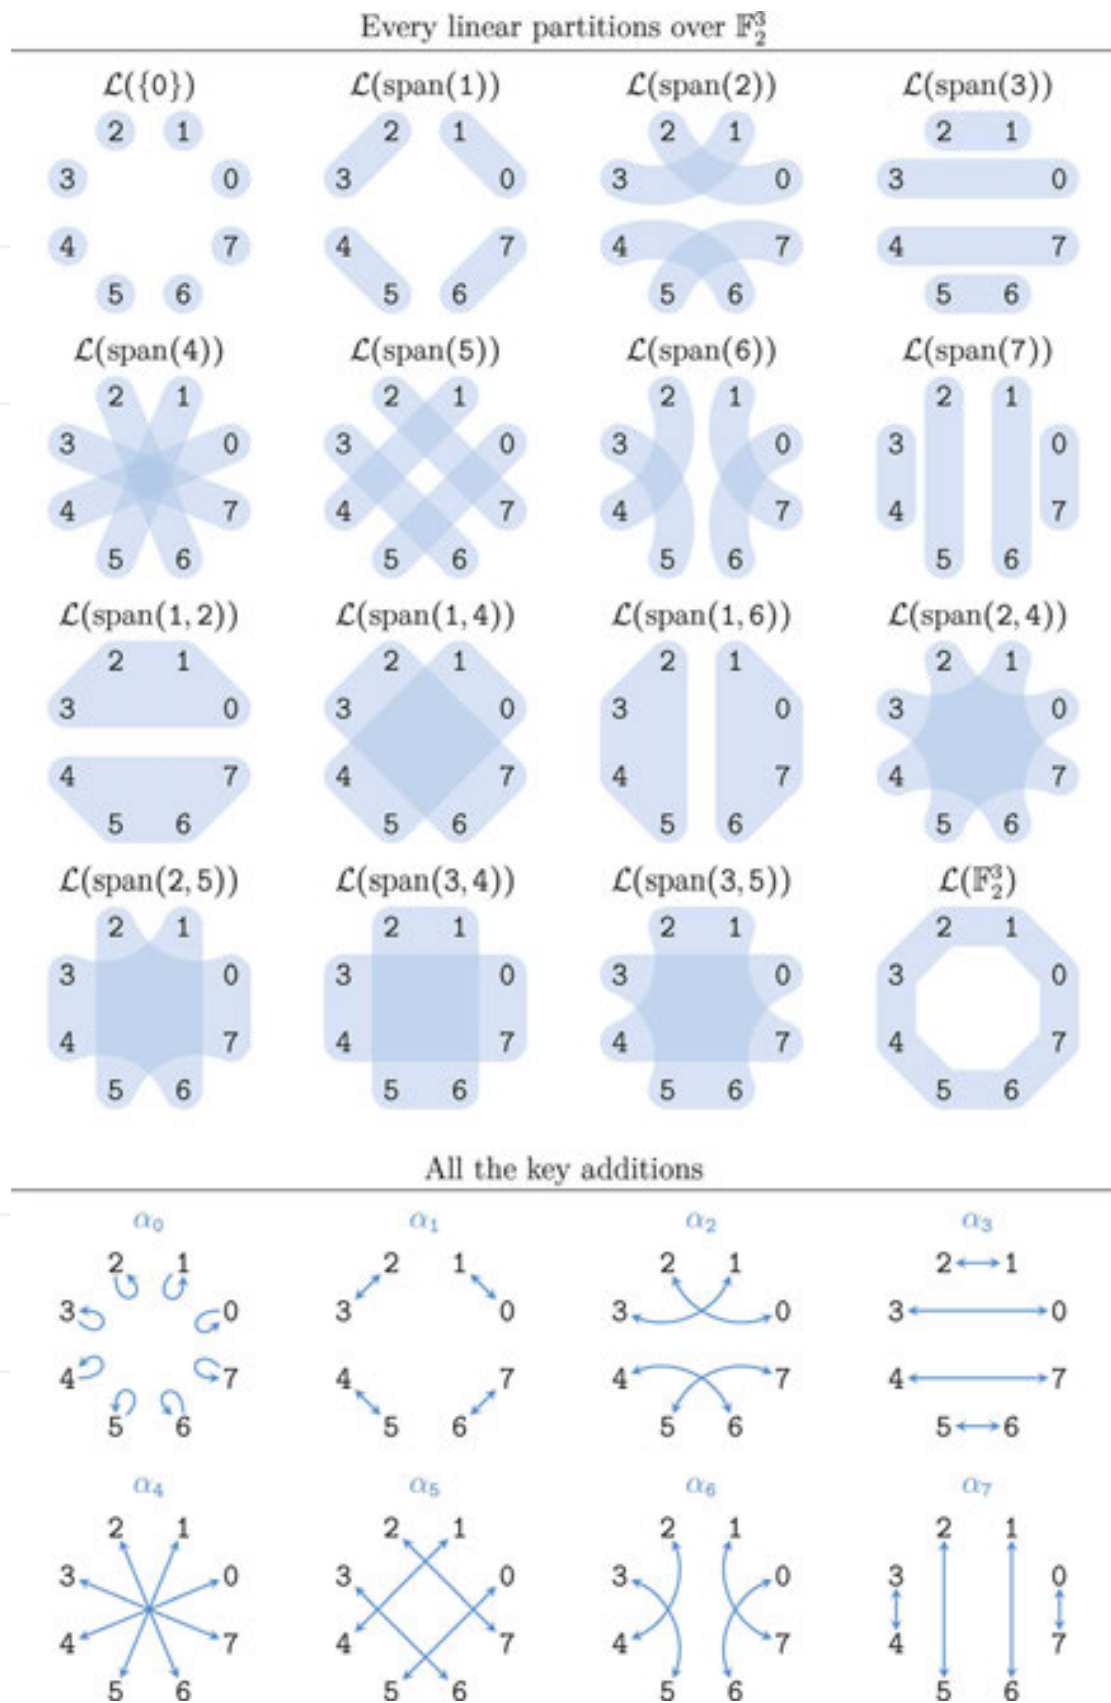 Every linear partitions over 𝔽₂³
ℒ({0}) ℒ(span(1)) ℒ(span(2)) ℒ(span(3))
2 1 2 1 2 1 2 1
3 0 3 0 3 0 3 0
4 7 4 7 4 7 4 7
5 6 5 6 5 6 5 6
ℒ(span(4)) ℒ(span(5)) ℒ(span(6)) ℒ(span(7))
2 1 2 1 2 1 2 1
3 0 3 0 3 0 3 0
4 7 4 7 4 7 4 7
5 6 5 6 5 6 5 6
ℒ(span(1, 2)) ℒ(span(1, 4)) ℒ(span(1, 6)) ℒ(span(2, 4))
2 1 2 1 2 1 2 1
3 0 3 0 3 0 3 0
4 7 4 7 4 7 4 7
5 6 5 6 5 6 5 6
ℒ(span(2, 5)) ℒ(span(3, 4)) ℒ(span(3, 5)) ℒ(𝔽₂³)
2 1 2 1 2 1 2 1
3 0 3 0 3 0 3 0
4 7 4 7 4 7 4 7
5 6 5 6 5 6 5 6
All the key additions
α₀ α₁ α₂ α₃
2 1 2 1 2 1 2 1
3 0 3 0 3 0 3 0
4 7 4 7 4 7 4 7
5 6 5 6 5 6 5 6
α₄ α₅ α₆ α₇
2 1 2 1 2 1 2 1
3 0 3 0 3 0 3 0
4 7 4 7 4 7 4 7
5 6 5 6 5 6 5 6